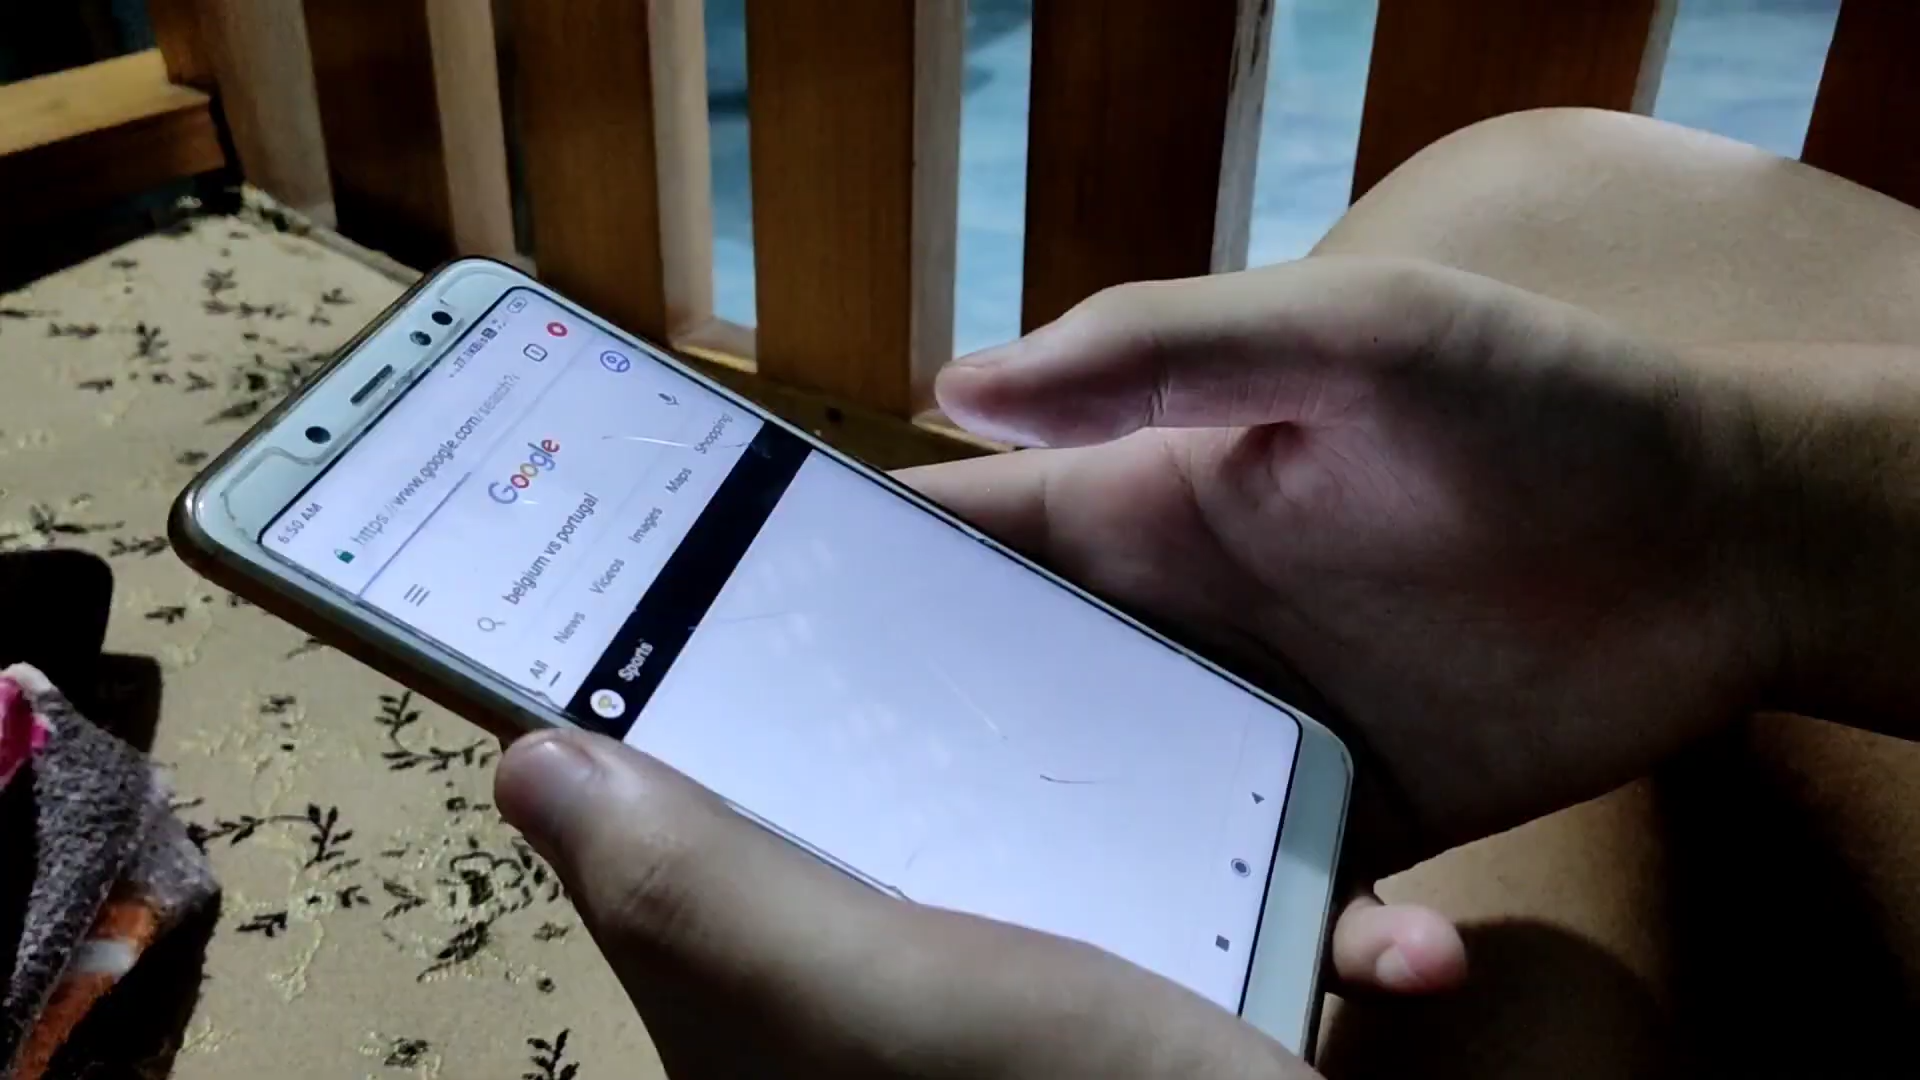 6:50 AM
https://www.google.com/search?
Google
belgium vs portugal
All News Videos Images Maps Shopping
Sports